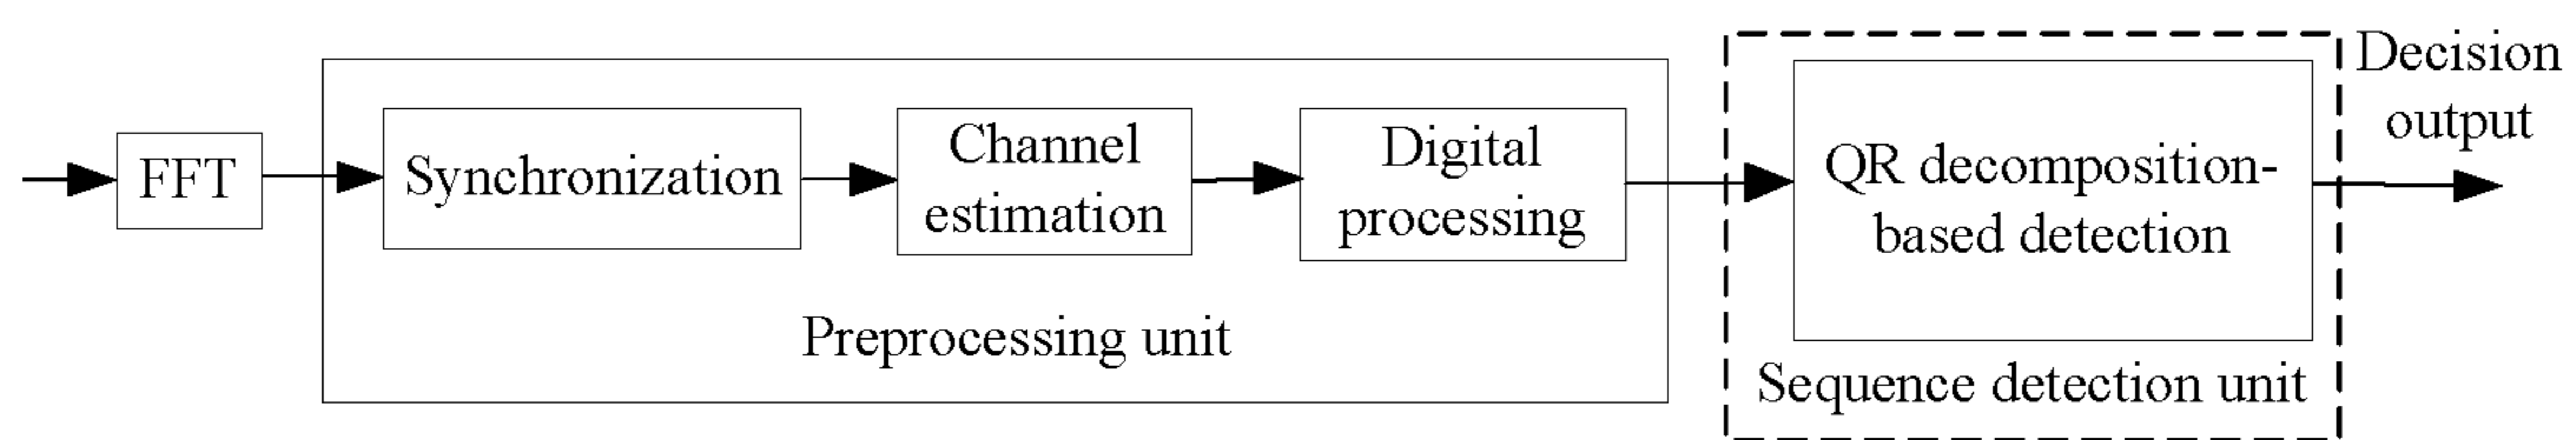 FFT
Synchronization
Channel
estimation
Digital
processing
Preprocessing unit
QR decomposition-
based detection
Sequence detection unit
Decision
output